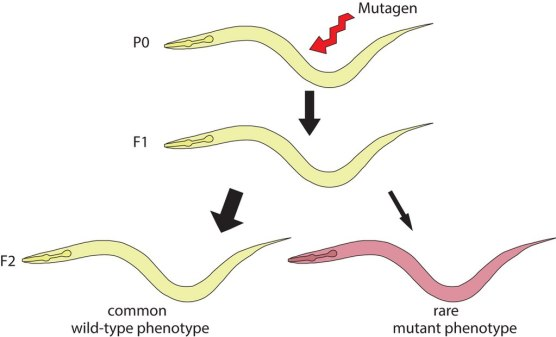 Mutagen
P0
F1
F2
common
wild-type phenotype
rare
mutant phenotype